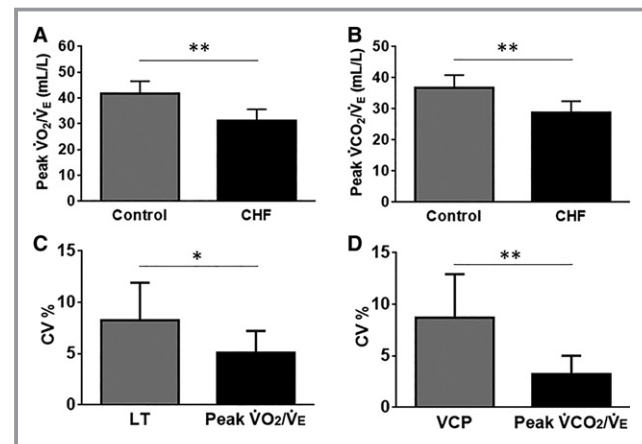 A
**
60
50
40
30
20
10
0
Peak V̇O₂/V̇E (mL/L)
Control CHF
B
**
50
40
30
20
10
0
Peak V̇CO₂/V̇E (mL/L)
Control CHF
C
*
15
10
5
0
CV %
LT Peak V̇O₂/V̇E
D
**
15
10
5
0
CV %
VCP Peak V̇CO₂/V̇E